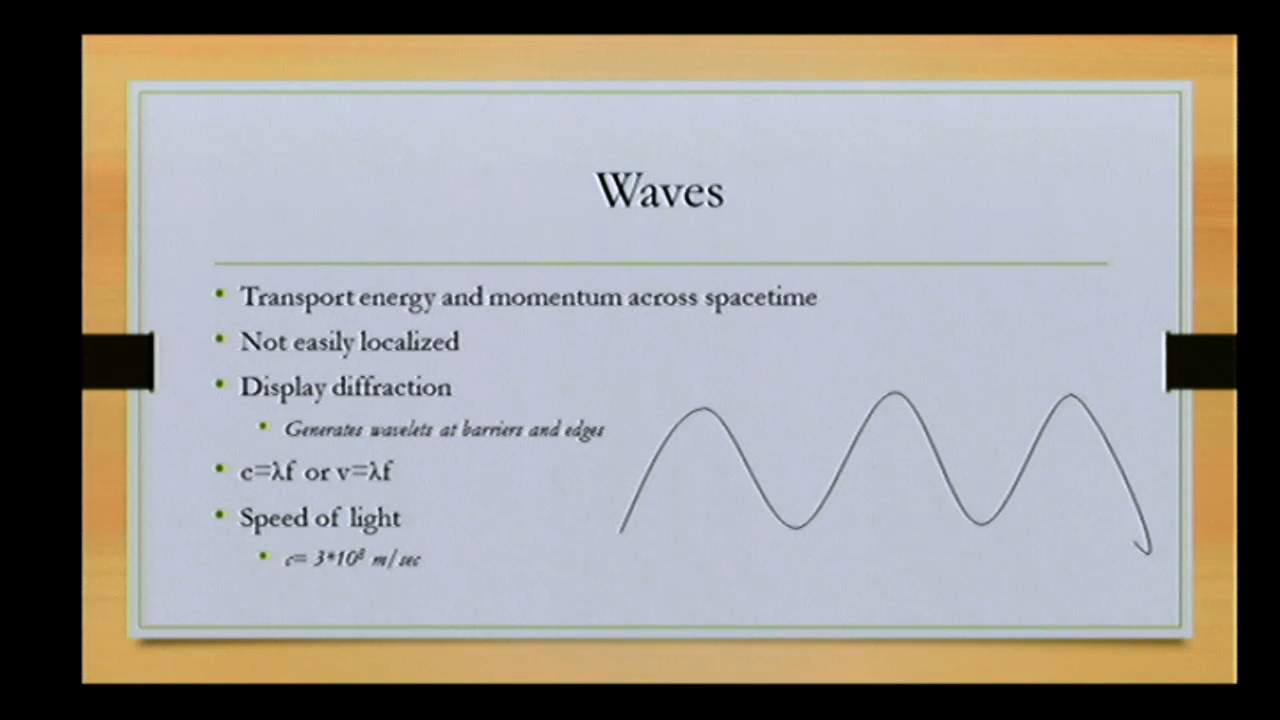 Waves
Transport energy and momentum across spacetime
Not easily localized
Display diffraction
Generates wavelets at barriers and edges
c=λf or v=λf
Speed of light
c= 3*10⁸ m/sec